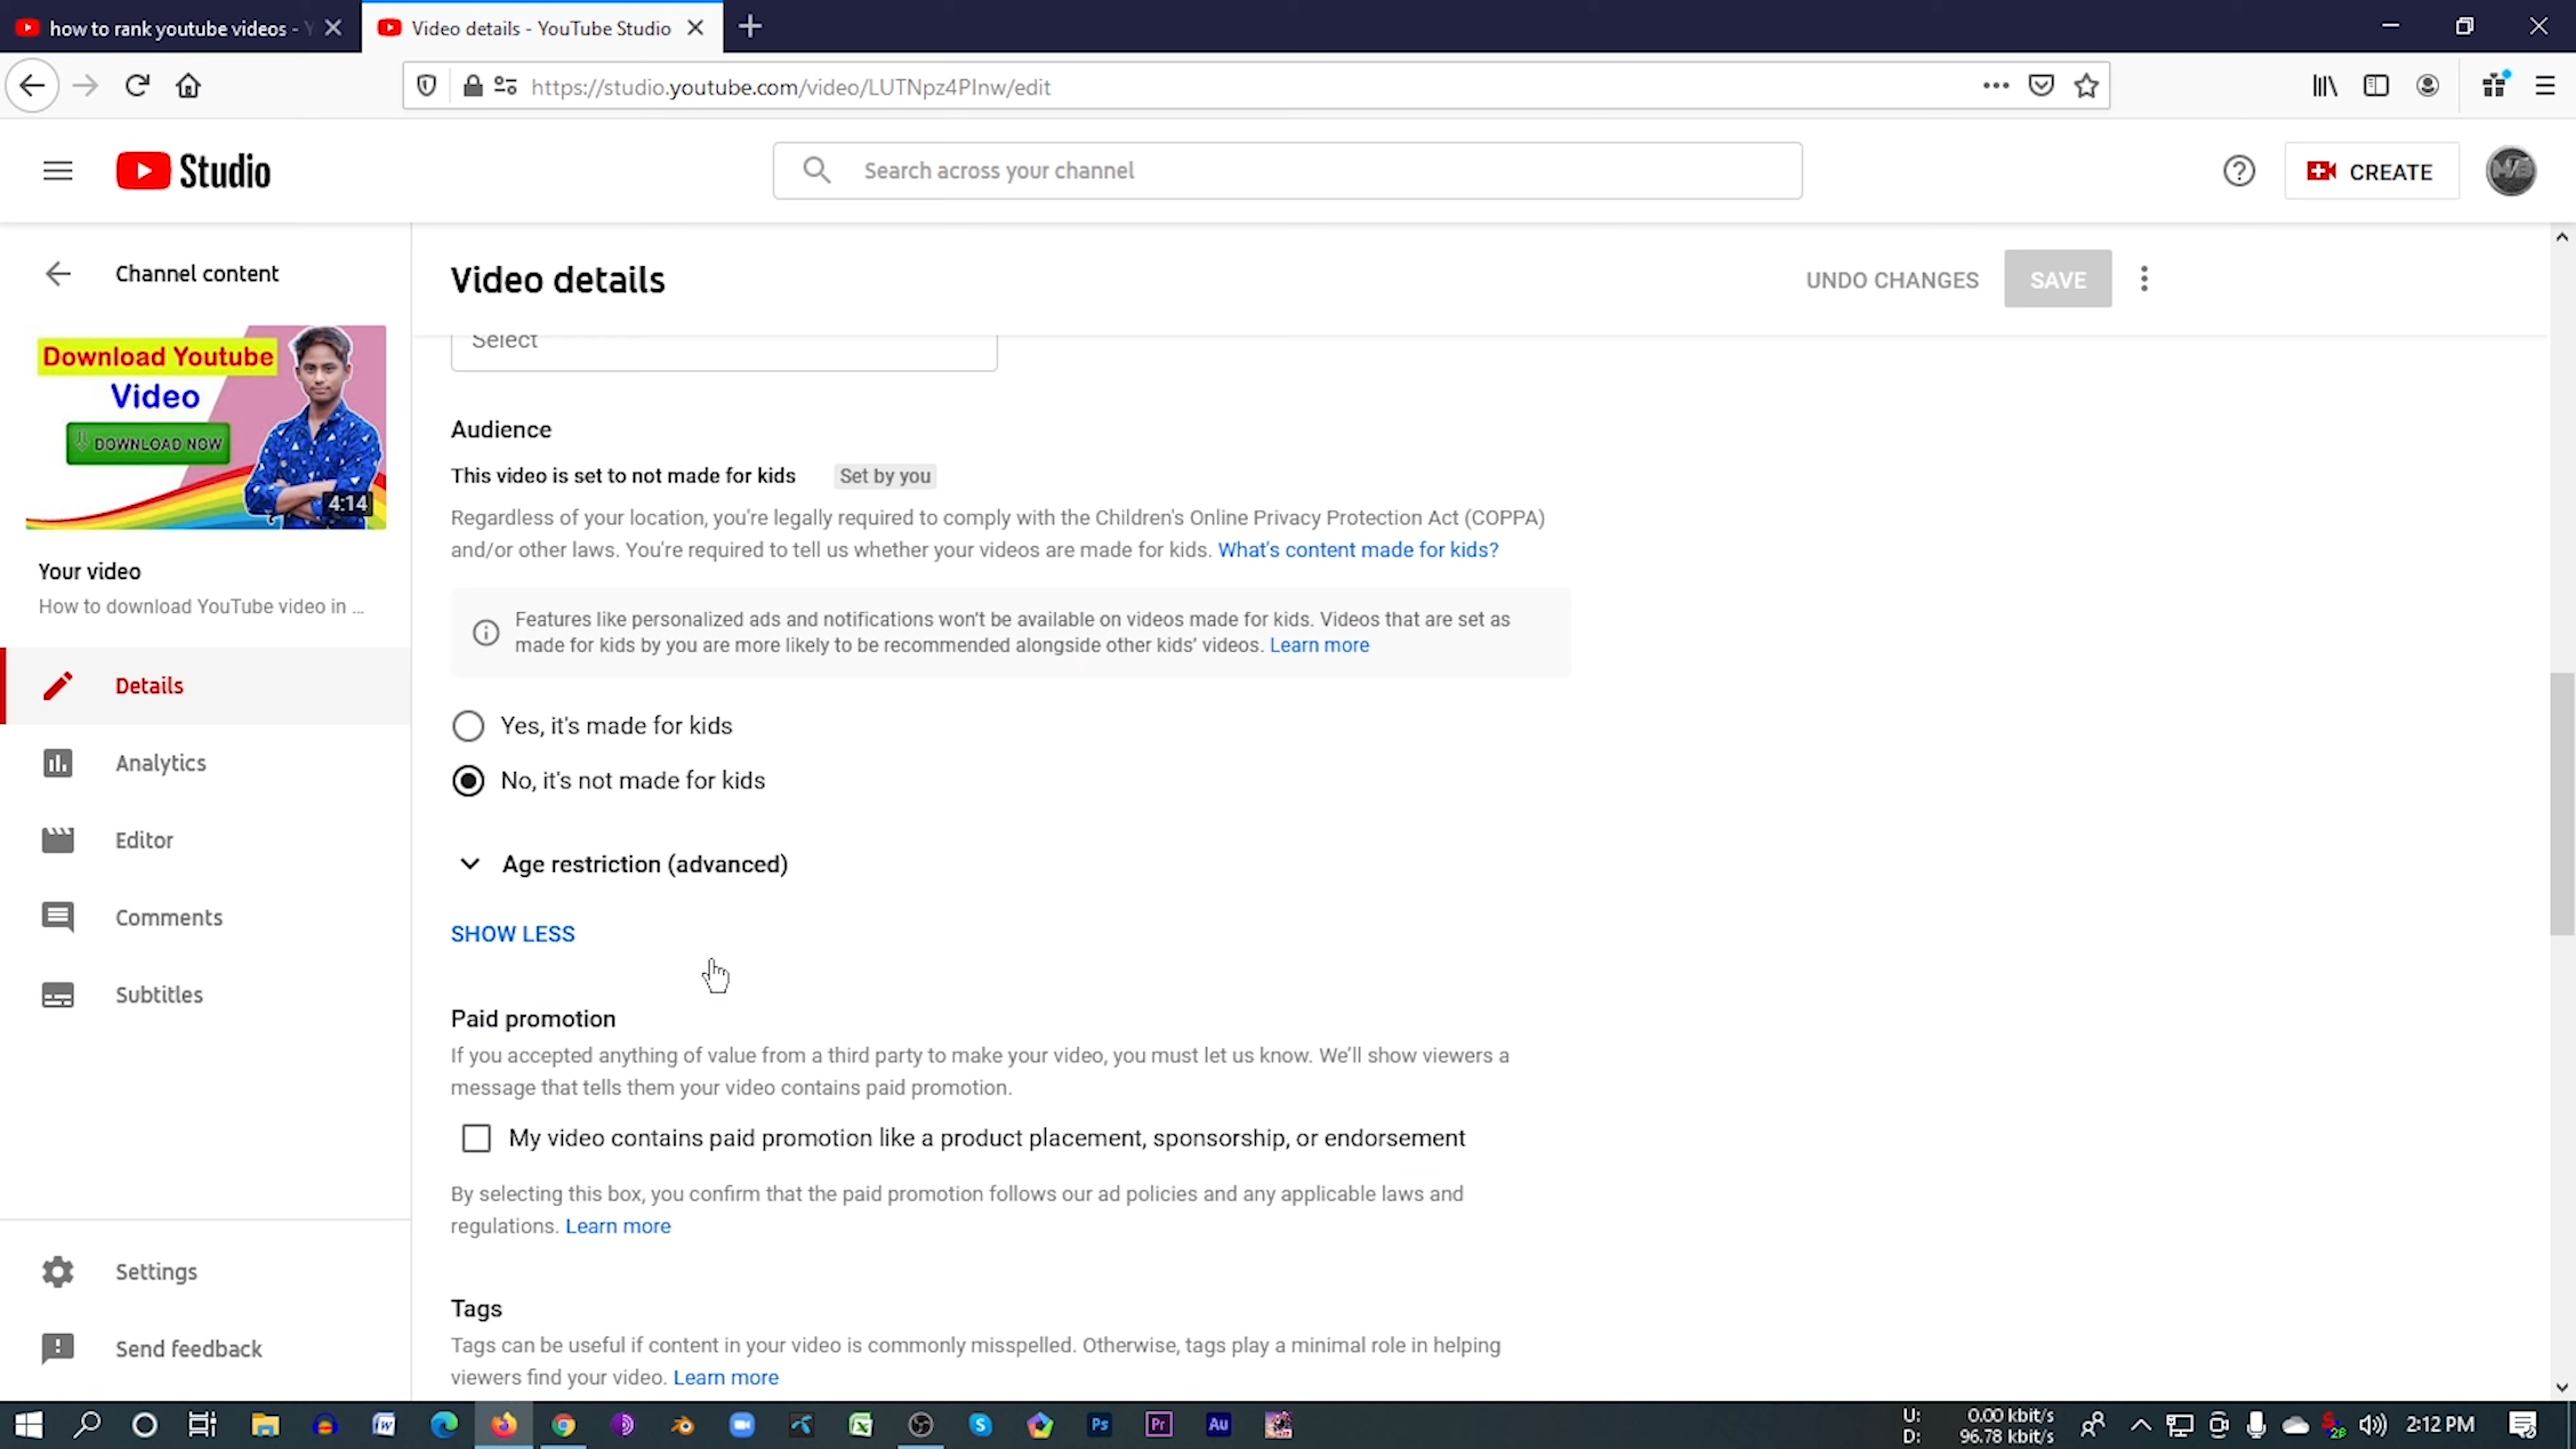 how to rank youtube videos - Y
Video details - YouTube Studio
https://studio.youtube.com/video/LUTNpz4PInw/edit
Studio
Search across your channel
CREATE
Channel content
Video details
UNDO CHANGES
SAVE
Download Youtube
Video
DOWNLOAD NOW
4:14
Your video
How to download YouTube video in ...
Details
Analytics
Editor
Comments
Subtitles
Settings
Send feedback
Select
Audience
This video is set to not made for kids Set by you
Regardless of your location, you're legally required to comply with the Children's Online Privacy Protection Act (COPPA)
and/or other laws. You're required to tell us whether your videos are made for kids. What's content made for kids?
Features like personalized ads and notifications won't be available on videos made for kids. Videos that are set as
made for kids by you are more likely to be recommended alongside other kids' videos. Learn more
Yes, it's made for kids
No, it's not made for kids
Age restriction (advanced)
SHOW LESS
Paid promotion
If you accepted anything of value from a third party to make your video, you must let us know. We'll show viewers a
message that tells them your video contains paid promotion.
My video contains paid promotion like a product placement, sponsorship, or endorsement
By selecting this box, you confirm that the paid promotion follows our ad policies and any applicable laws and
regulations. Learn more
Tags
Tags can be useful if content in your video is commonly misspelled. Otherwise, tags play a minimal role in helping
viewers find your video. Learn more
Ps
Pr
Au
U: 0.00 kbit/s
D: 96.78 kbit/s
2:12 PM